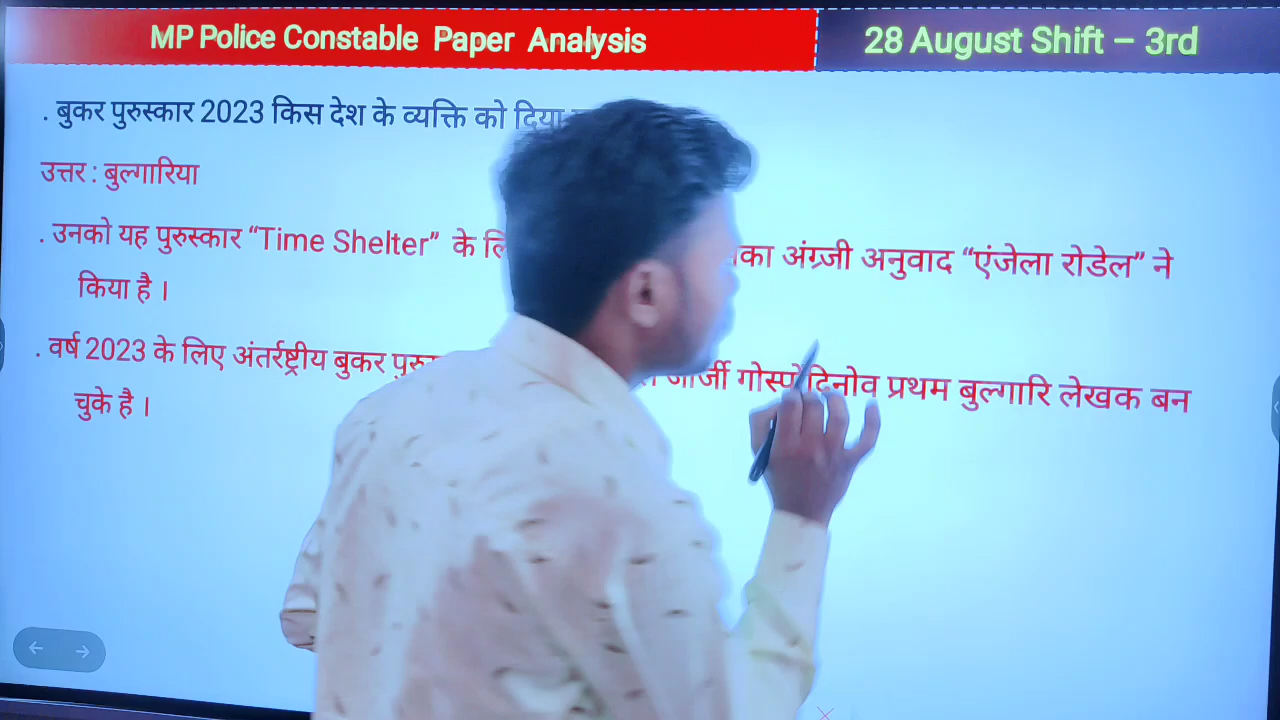 MP Police Constable Paper Analysis
28 August Shift – 3rd
. बुकर पुरुस्कार 2023 किस देश के व्यक्ति को दिया
उत्तर : बुल्गारिया
. उनको यह पुरुस्कार “Time Shelter” के अंग्र्जी अनुवाद “एंजेला रोडेल” ने
किया है ।
. वर्ष 2023 के लिए अंतर्रष्ट्रीय बुकर गोस्पोदिनोव प्रथम बुल्गारि लेखक बन
चुके है ।